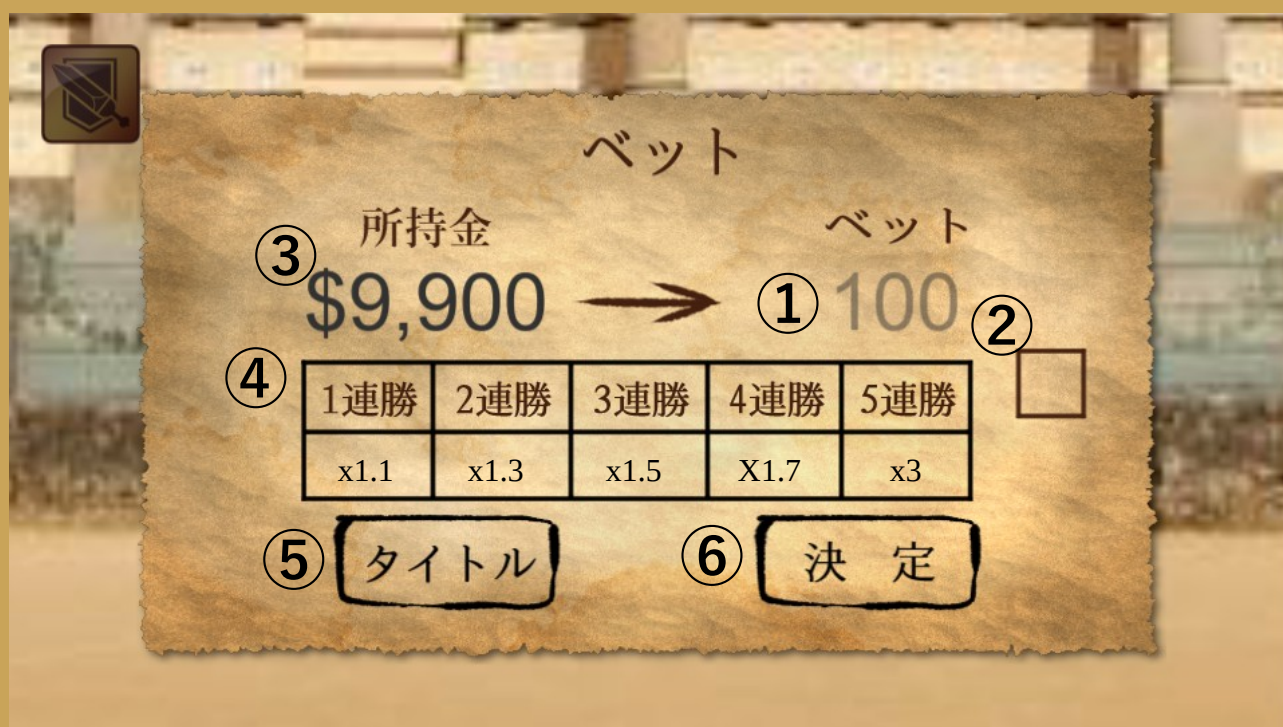 ベット
所持金 ベット
③ $9,900 ① 100 ②
④ 1連勝 2連勝 3連勝 4連勝 5連勝
x1.1 x1.3 x1.5 X1.7 x3
⑤ タイトル ⑥ 決 定